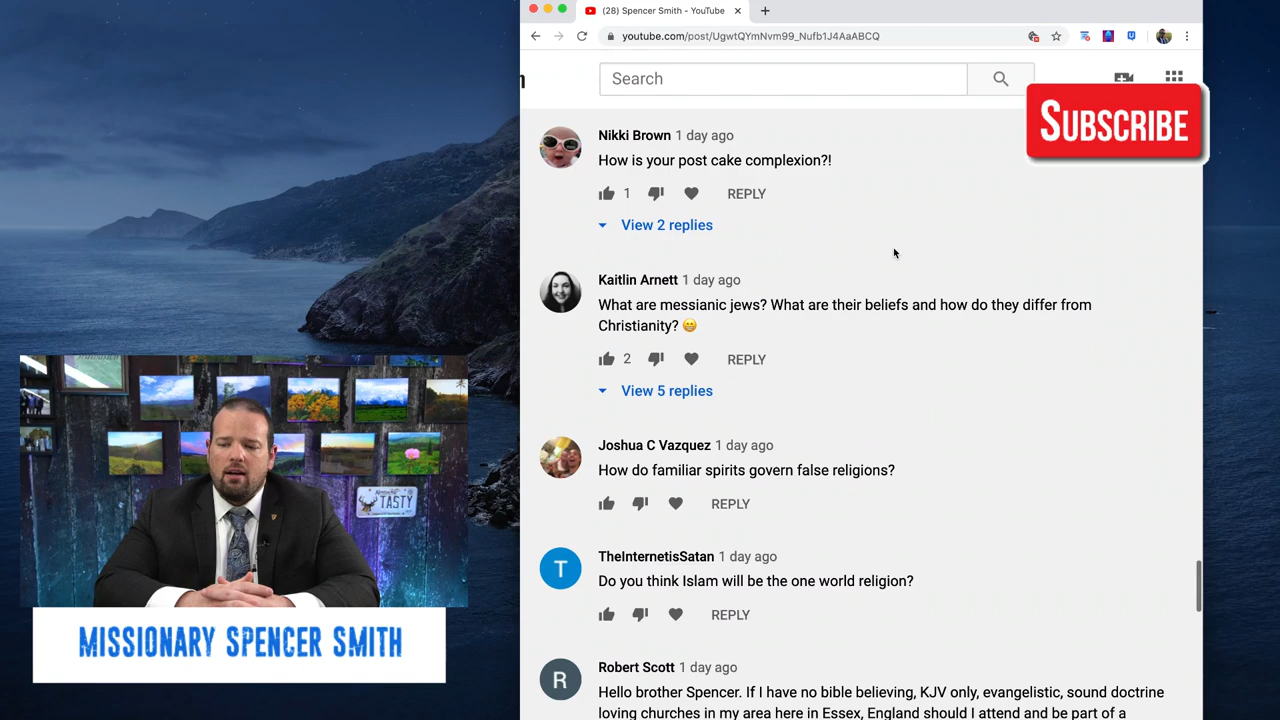 (28) Spencer Smith - YouTube
youtube.com/post/UgwtQYmNvm99_Nufb1J4AaABCQ
Search
SUBSCRIBE
Nikki Brown 1 day ago
How is your post cake complexion?!
1 REPLY
View 2 replies
Kaitlin Arnett 1 day ago
What are messianic jews? What are their beliefs and how do they differ from
Christianity? 😁
2 REPLY
View 5 replies
Joshua C Vazquez 1 day ago
How do familiar spirits govern false religions?
REPLY
TheInternetisSatan 1 day ago
Do you think Islam will be the one world religion?
REPLY
T
Robert Scott 1 day ago
R
Hello brother Spencer. If I have no bible believing, KJV only, evangelistic, sound doctrine
loving churches in my area here in Essex, England should I attend and be part of a
TASTY
MISSIONARY SPENCER SMITH